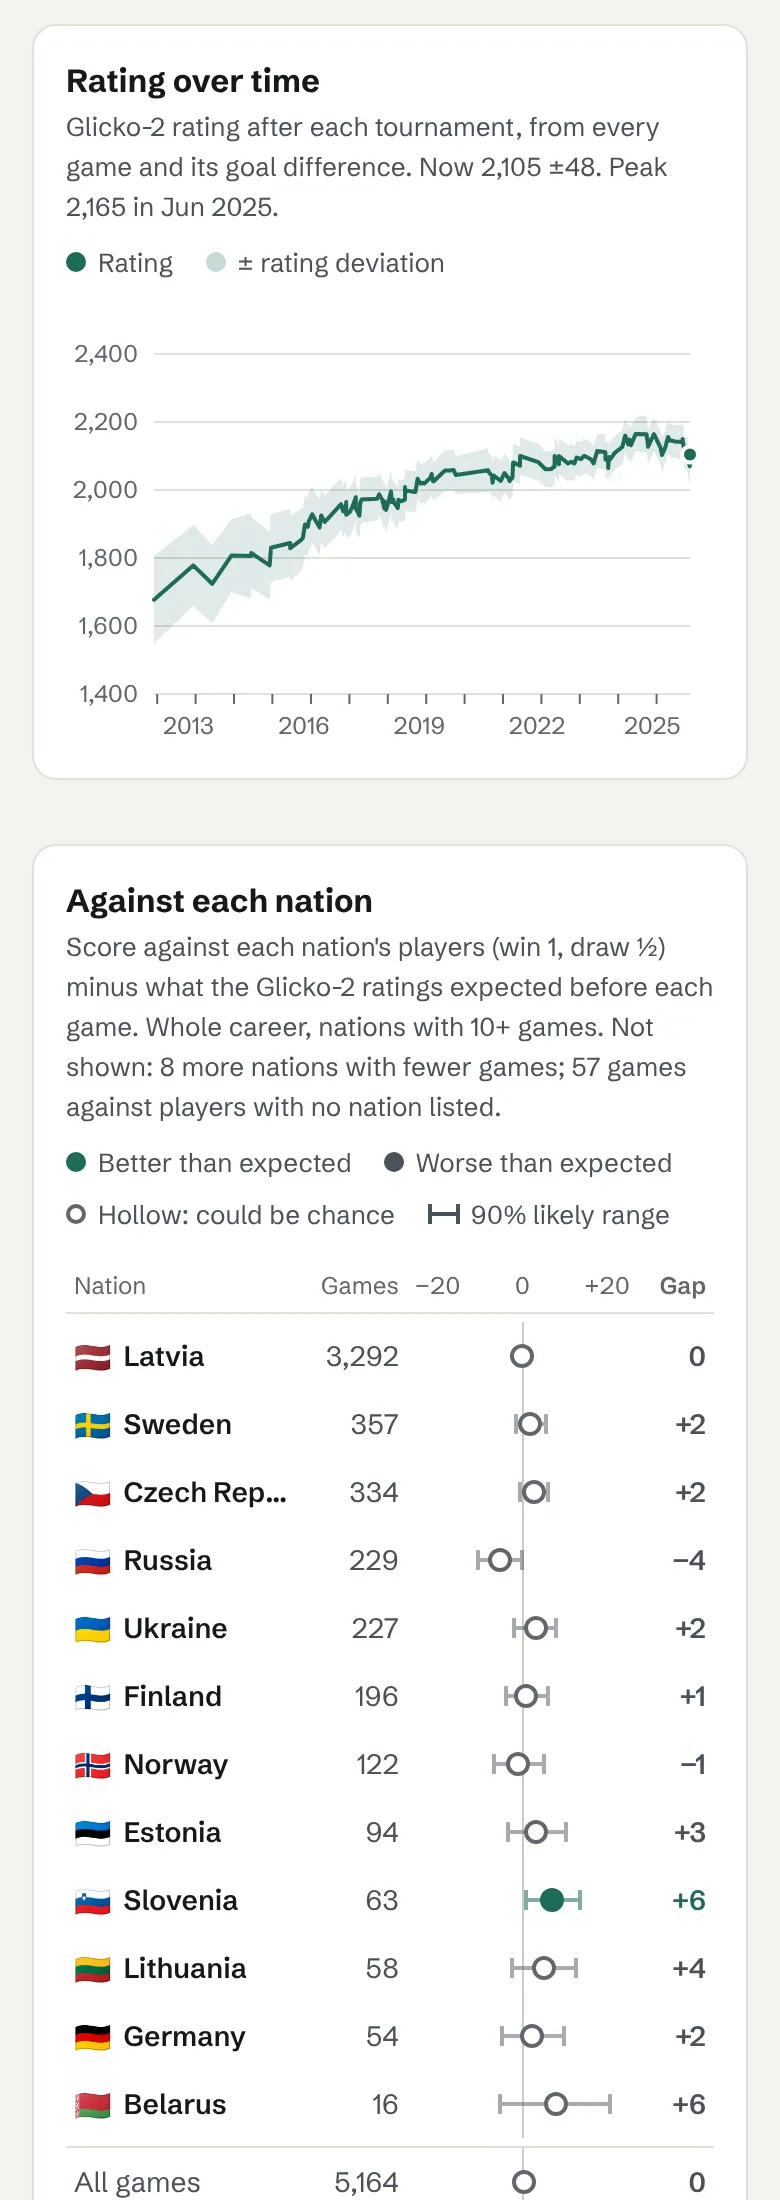 Rating over time
Glicko-2 rating after each tournament, from every
game and its goal difference. Now 2,105 ±48. Peak
2,165 in Jun 2025.
Rating ± rating deviation
2,400
2,200
2,000
1,800
1,600
1,400
2013 2016 2019 2022 2025
Against each nation
Score against each nation's players (win 1, draw ½)
minus what the Glicko-2 ratings expected before each
game. Whole career, nations with 10+ games. Not
shown: 8 more nations with fewer games; 57 games
against players with no nation listed.
Better than expected Worse than expected
Hollow: could be chance 90% likely range
Nation Games −20 0 +20 Gap
Latvia 3,292 0
Sweden 357 +2
Czech Rep... 334 +2
Russia 229 −4
Ukraine 227 +2
Finland 196 +1
Norway 122 −1
Estonia 94 +3
Slovenia 63 +6
Lithuania 58 +4
Germany 54 +2
Belarus 16 +6
All games 5,164 0